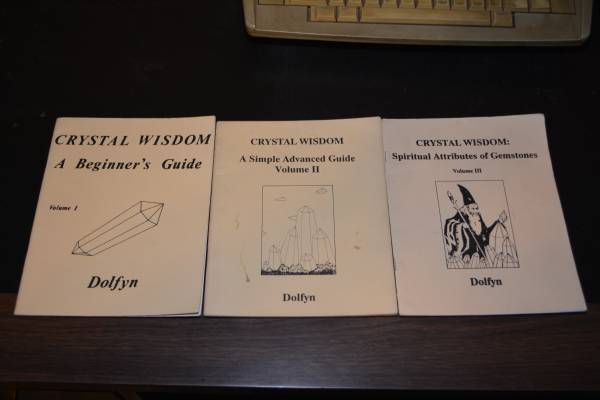 CRYSTAL WISDOM
A Beginner's Guide
Volume I
Dolfyn
CRYSTAL WISDOM
A Simple Advanced Guide
Volume II
Dolfyn
CRYSTAL WISDOM:
Spiritual Attributes of Gemstones
Volume III
Dolfyn